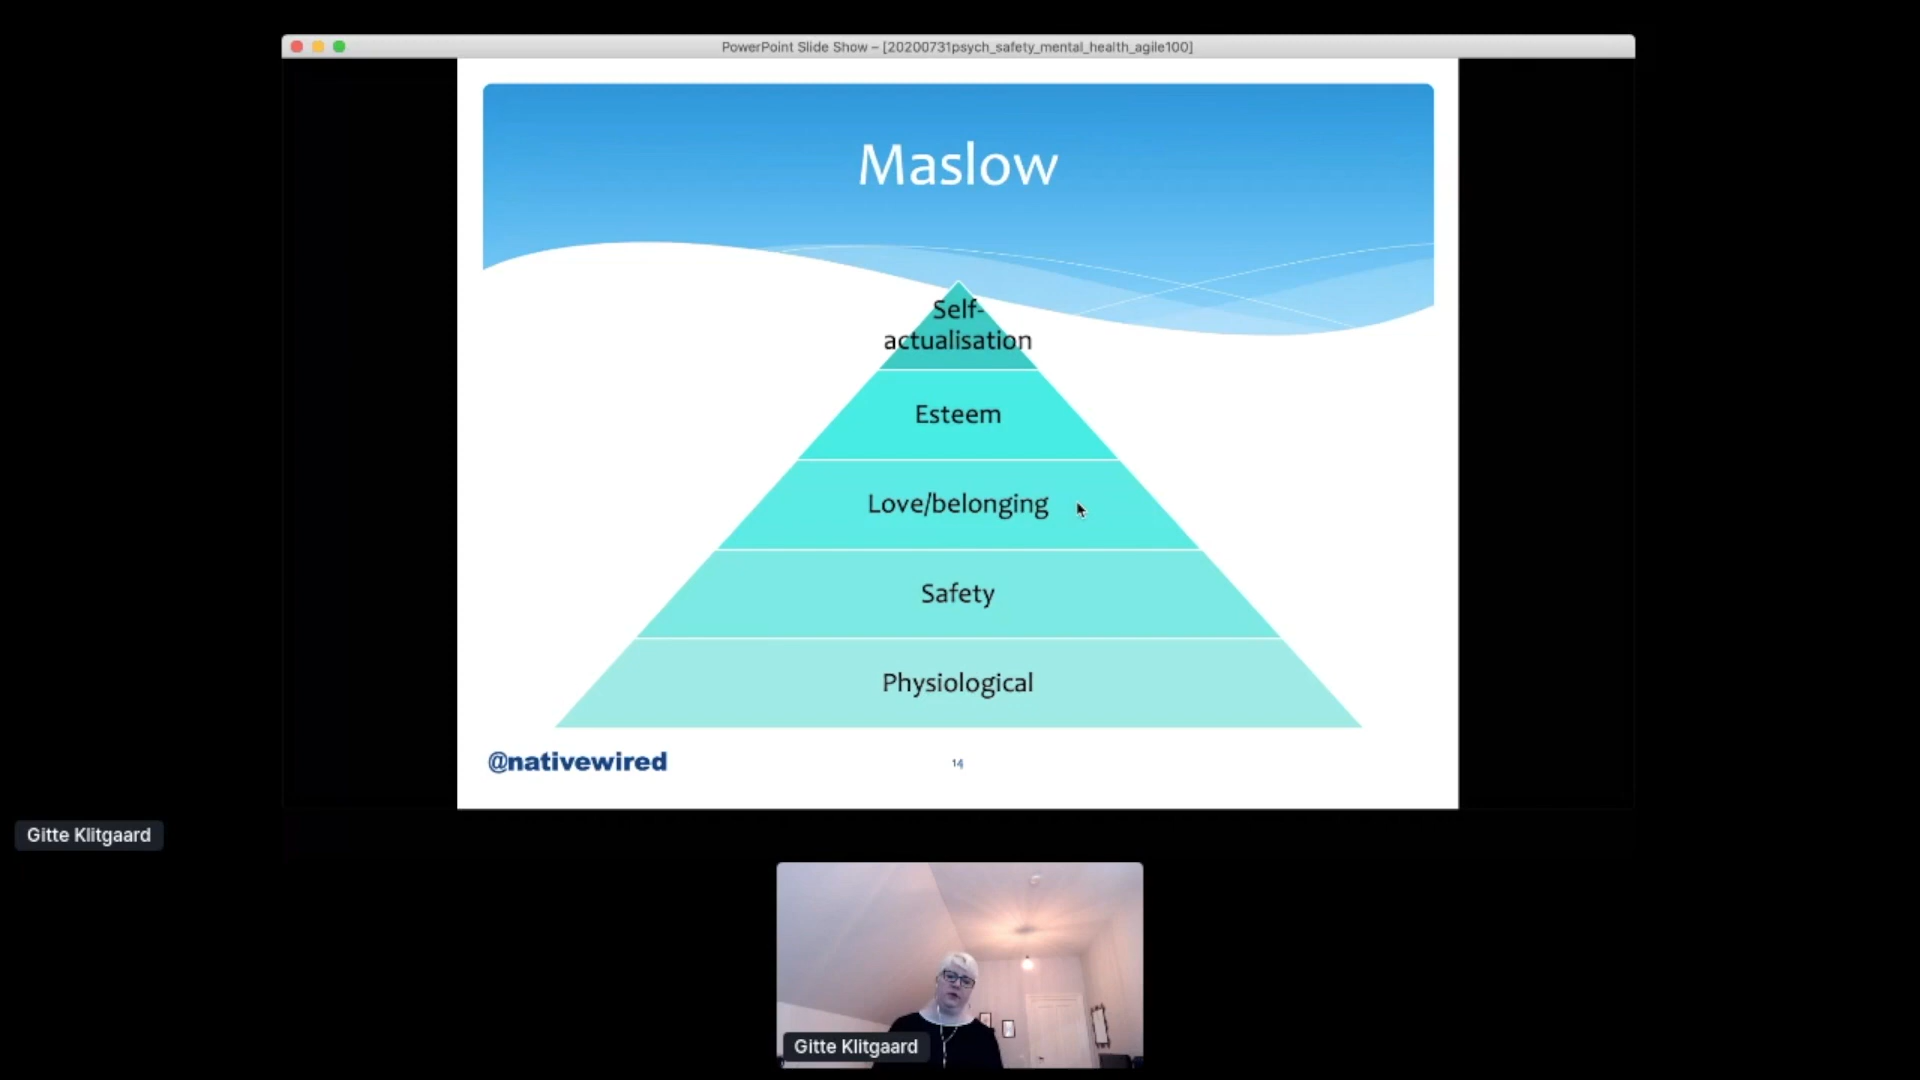 PowerPoint Slide Show – [20200731psych_safety_mental_health_agile100]
Maslow
Self-
actualisation
Esteem
Love/belonging
Safety
Physiological
@nativewired
14
Gitte Klitgaard
Gitte Klitgaard